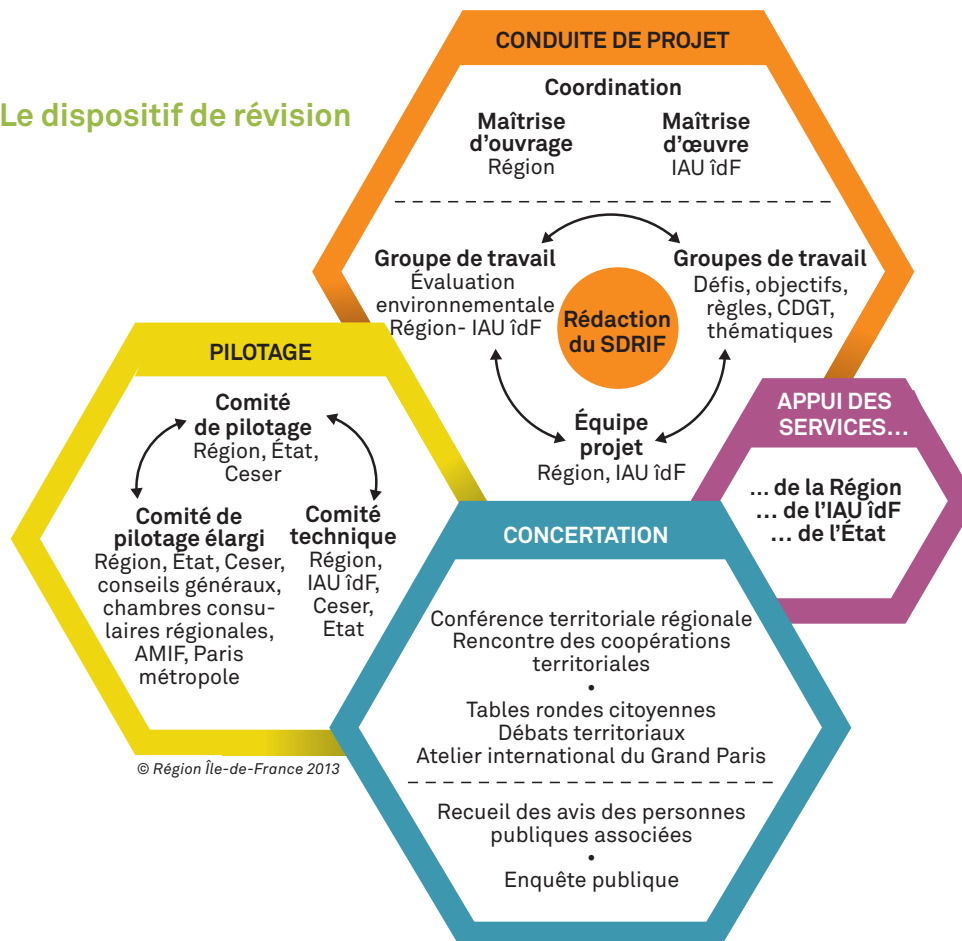 Le dispositif de révision
CONDUITE DE PROJET
Coordination
Maîtrise
d'ouvrage
Région
Maîtrise
d'œuvre
IAU îdF
Groupe de travail
Évaluation
environnementale
Région- IAU îdF
Groupes de travail
Défis, objectifs,
règles, CDGT,
thématiques
Rédaction
du SDRIF
Équipe
projet
Région, IAU îdF
PILOTAGE
Comité
de pilotage
Région, État,
Ceser
Comité de
pilotage élargi
Région, État, Ceser,
conseils généraux,
chambres consu-
laires régionales,
AMIF, Paris
métropole
Comité
technique
Région,
IAU îdF,
Ceser,
Etat
APPUI DES
SERVICES...
... de la Région
... de l'IAU îdF
... de l'État
CONCERTATION
Conférence territoriale régionale
Rencontre des coopérations
territoriales
•
Tables rondes citoyennes
Débats territoriaux
Atelier international du Grand Paris
Recueil des avis des personnes
publiques associées
•
Enquête publique
© Région Île-de-France 2013